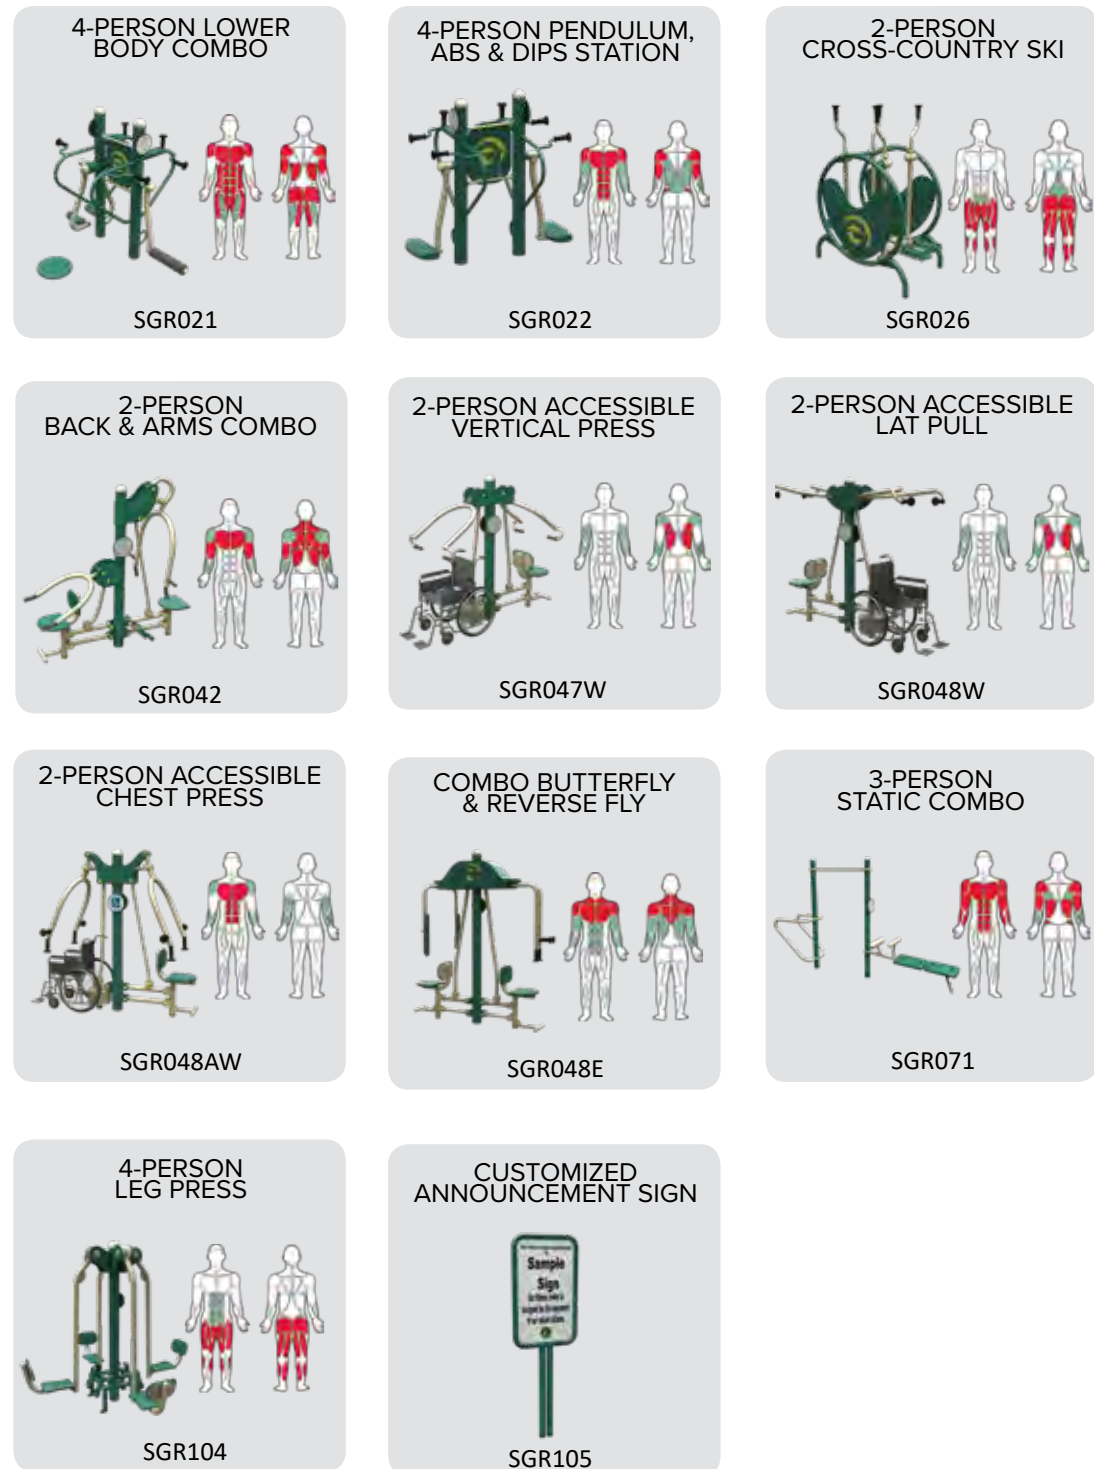 4-PERSON LOWER
BODY COMBO
SGR021
4-PERSON PENDULUM,
ABS & DIPS STATION
SGR022
2-PERSON
CROSS-COUNTRY SKI
SGR026
2-PERSON
BACK & ARMS COMBO
SGR042
2-PERSON ACCESSIBLE
VERTICAL PRESS
SGR047W
2-PERSON ACCESSIBLE
LAT PULL
SGR048W
2-PERSON ACCESSIBLE
CHEST PRESS
SGR048AW
COMBO BUTTERFLY
& REVERSE FLY
SGR048E
3-PERSON
STATIC COMBO
SGR071
4-PERSON
LEG PRESS
SGR104
CUSTOMIZED
ANNOUNCEMENT SIGN
Sample
Sign
SGR105